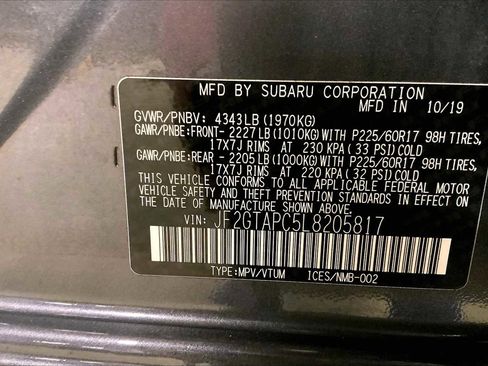 MFD BY SUBARU CORPORATION
MFD. IN 10/19
GVWR/PNBV: 4343LB(1970KG)
GAWR/PNBE:FRONT- 2227LB(1010KG)WITH P225/60R17 98H TIRES,
17X7J RIMS AT 230 KPA(33 PSI)COLD
GAWR/PNBE:REAR - 2205LB(1000KG)WITH P225/60R17 98H TIRES,
17X7J RIMS AT 220 KPA(32 PSI)COLD
THIS VEHICLE CONFORMS TO ALL APPLICABLE FEDERAL MOTOR
VEHICLE SAFETY AND THEFT PREVENTION STANDARDS IN EFFECT
ON THE DATE OF MANUFACTURE SHOWN ABOVE.
VIN: JF2GTAPC5L8205817
TYPE:MPV/VTUM ICES/NMB-002